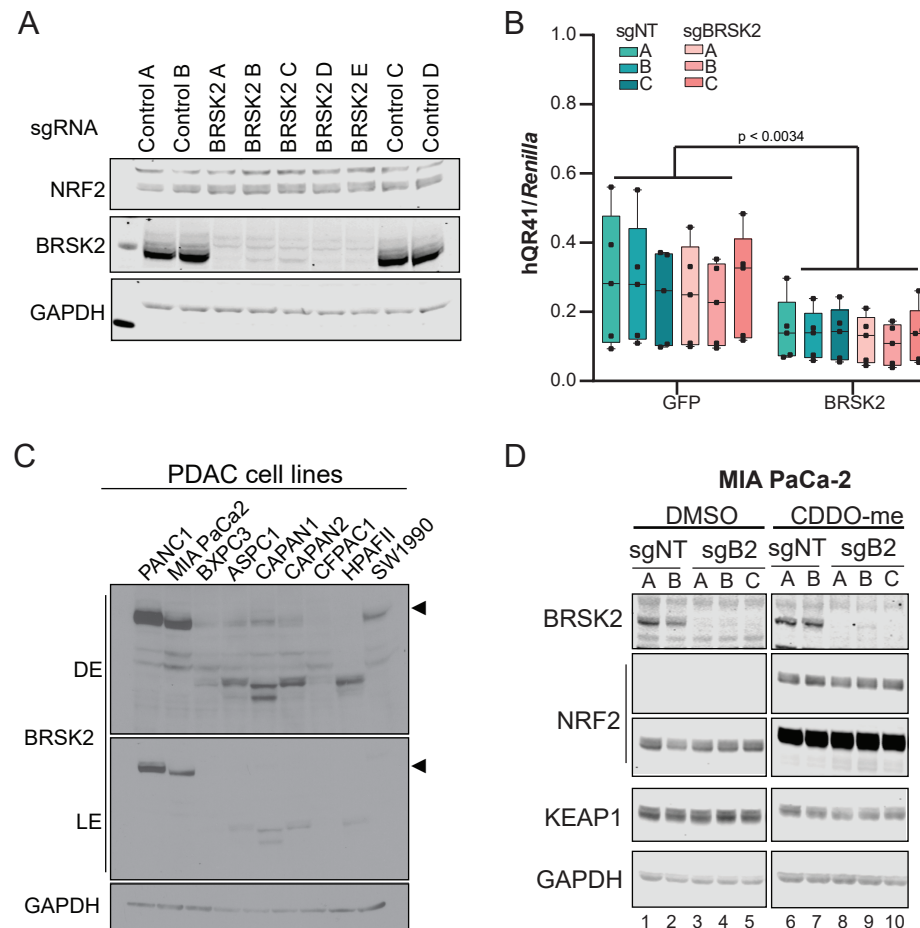 A
sgRNA
Control A
Control B
BRSK2 A
BRSK2 B
BRSK2 C
BRSK2 D
BRSK2 E
Control C
Control D
NRF2
BRSK2
GAPDH
B
hQR41/Renilla
1.0
0.8
0.6
0.4
0.2
0.0
sgNT sgBRSK2
A A
B B
C C
p < 0.0034
GFP BRSK2
C
PDAC cell lines
PANC1
MIA PaCa2
BXPC3
ASPC1
CAPAN1
CAPAN2
CFPAC1
HPAFII
SW1990
DE
BRSK2
LE
GAPDH
D
MIA PaCa-2
DMSO CDDO-me
sgNT sgB2 sgNT sgB2
A B A B C A B A B C
BRSK2
NRF2
KEAP1
GAPDH
1 2 3 4 5 6 7 8 9 10